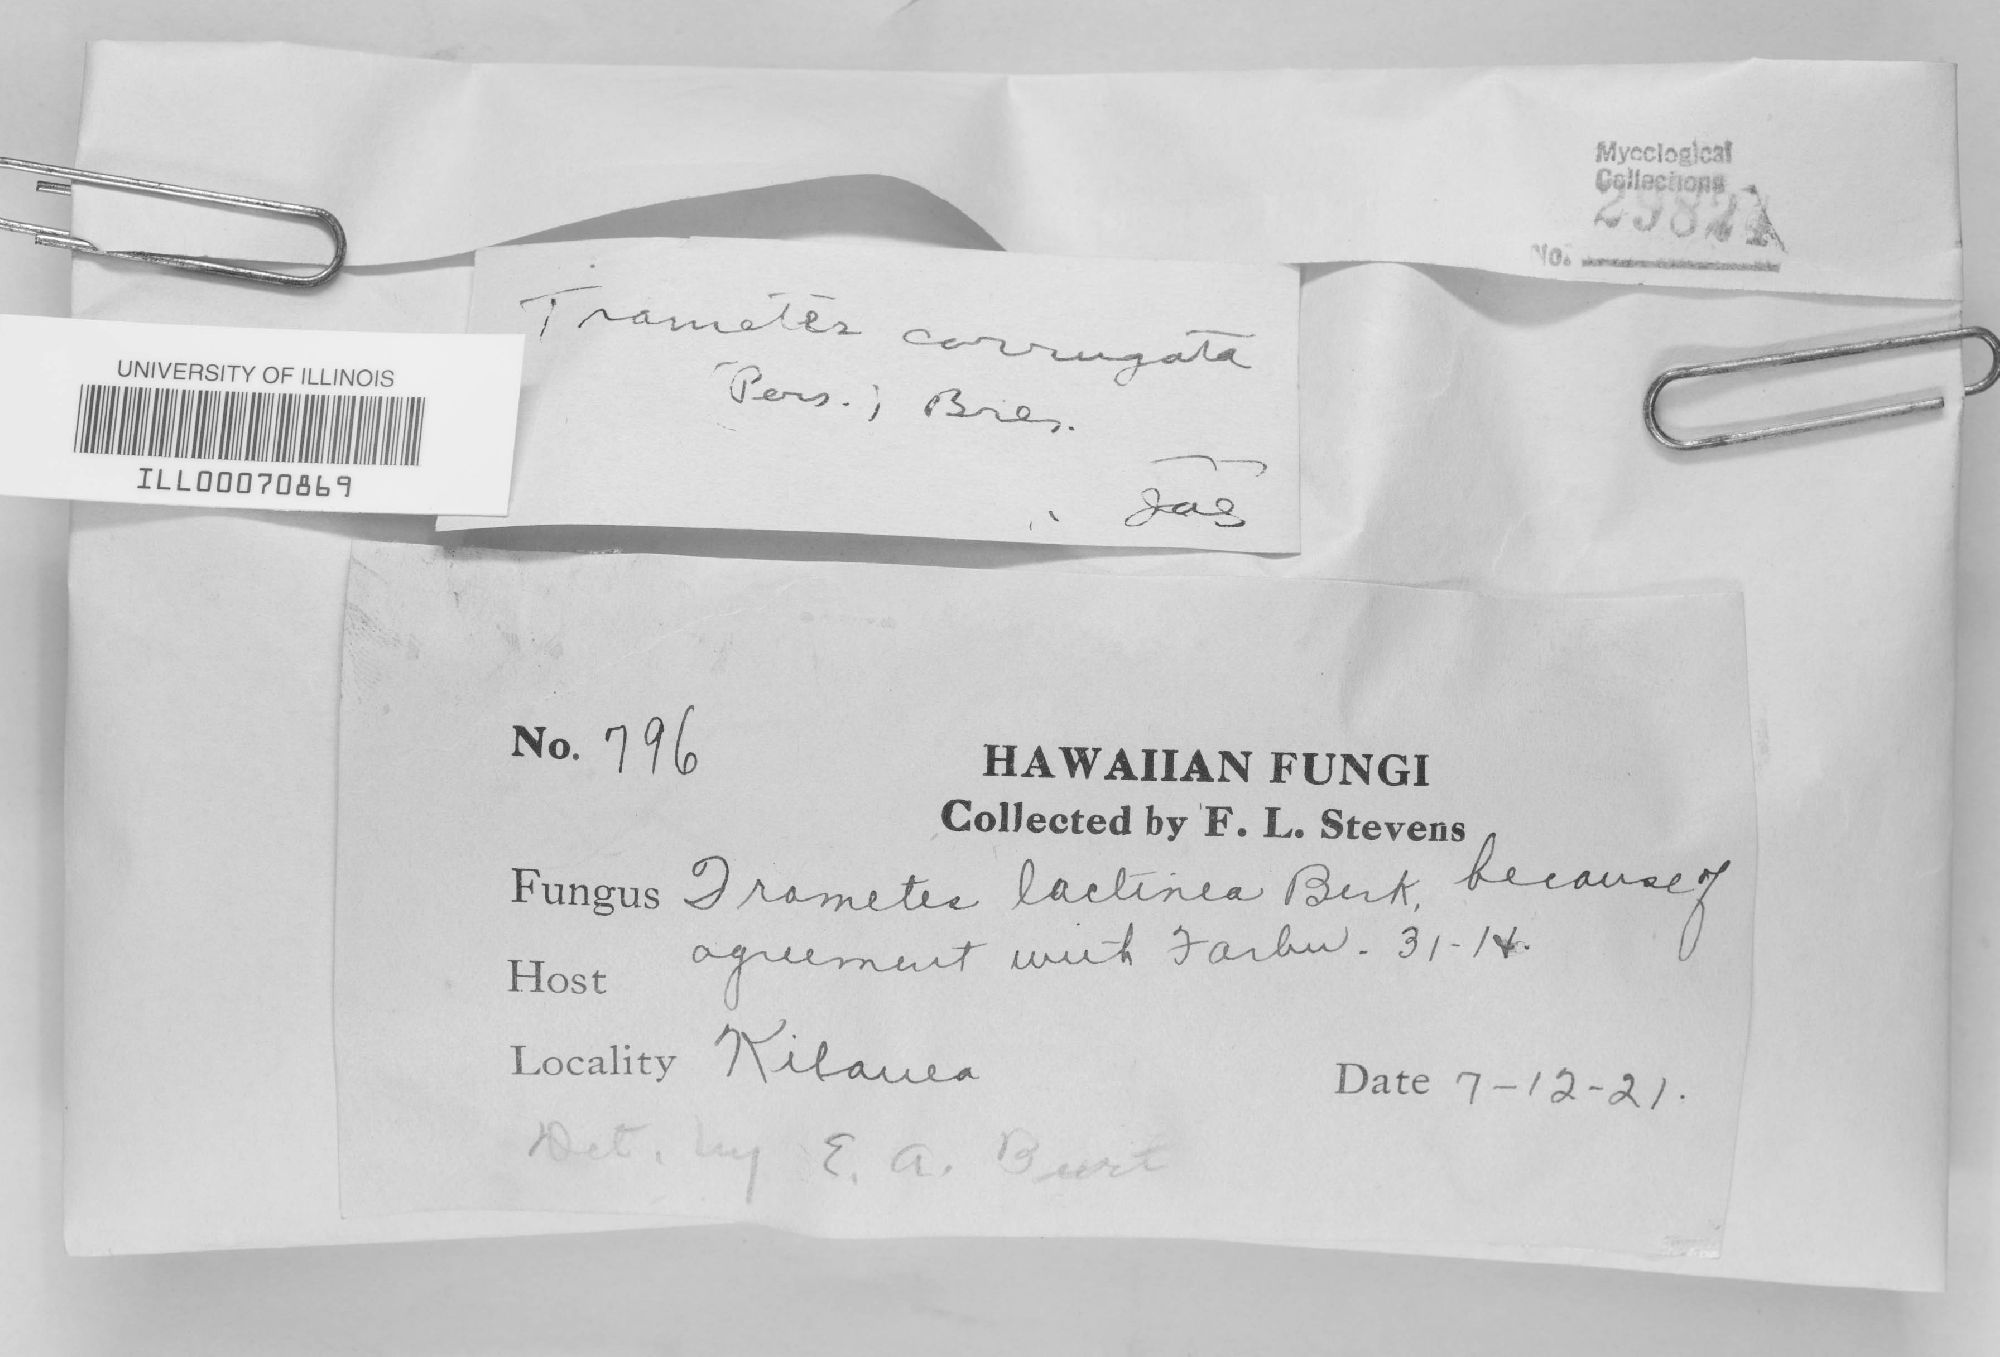 Mycological
Collections
No.
Trametes corrugata
Pers.; Bres.
UNIVERSITY OF ILLINOIS
ILL00070869
No. 796
HAWAIIAN FUNGI
Collected by F. L. Stevens
Fungus Trametes lactinea Berk, because of
agreement with Farlow. 31-14.
Host
Locality Kilauea
Date 7-12-21.
Det. by E. A. Burt